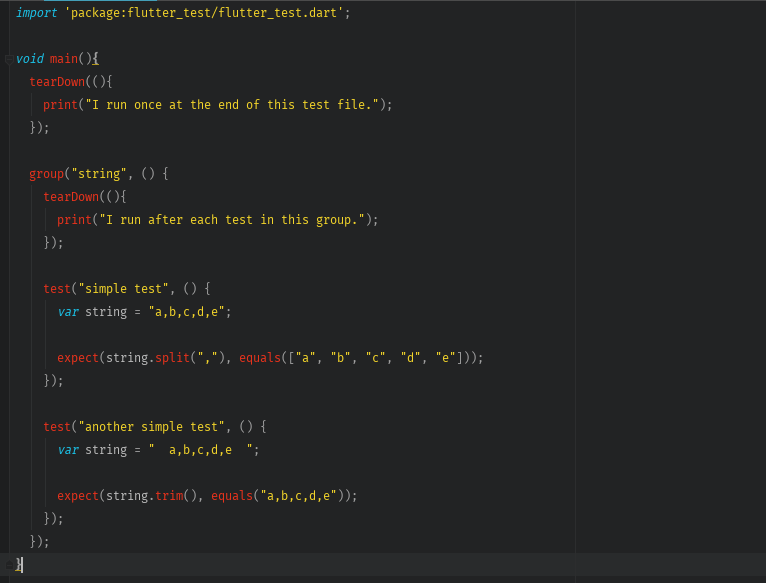 import 'package:flutter_test/flutter_test.dart';
void main(){
  tearDown((){
    print("I run once at the end of this test file.");
  });
  group("string", () {
    tearDown((){
      print("I run after each test in this group.");
    });
    test("simple test", () {
      var string = "a,b,c,d,e";
      expect(string.split(","), equals(["a", "b", "c", "d", "e"]));
    });
    test("another simple test", () {
      var string = "  a,b,c,d,e  ";
      expect(string.trim(), equals("a,b,c,d,e"));
    });
  });
}